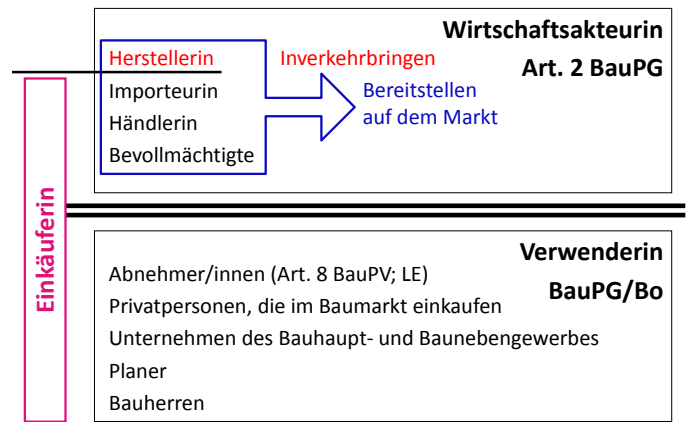 Wirtschaftsakteurin
Art. 2 BauPG
Herstellerin
Importeurin
Händlerin
Bevollmächtigte
Inverkehrbringen
Bereitstellen
auf dem Markt
Einkäuferin
Verwenderin
BauPG/Bo
Abnehmer/innen (Art. 8 BauPV; LE)
Privatpersonen, die im Baumarkt einkaufen
Unternehmen des Bauhaupt- und Baunebengewerbes
Planer
Bauherren